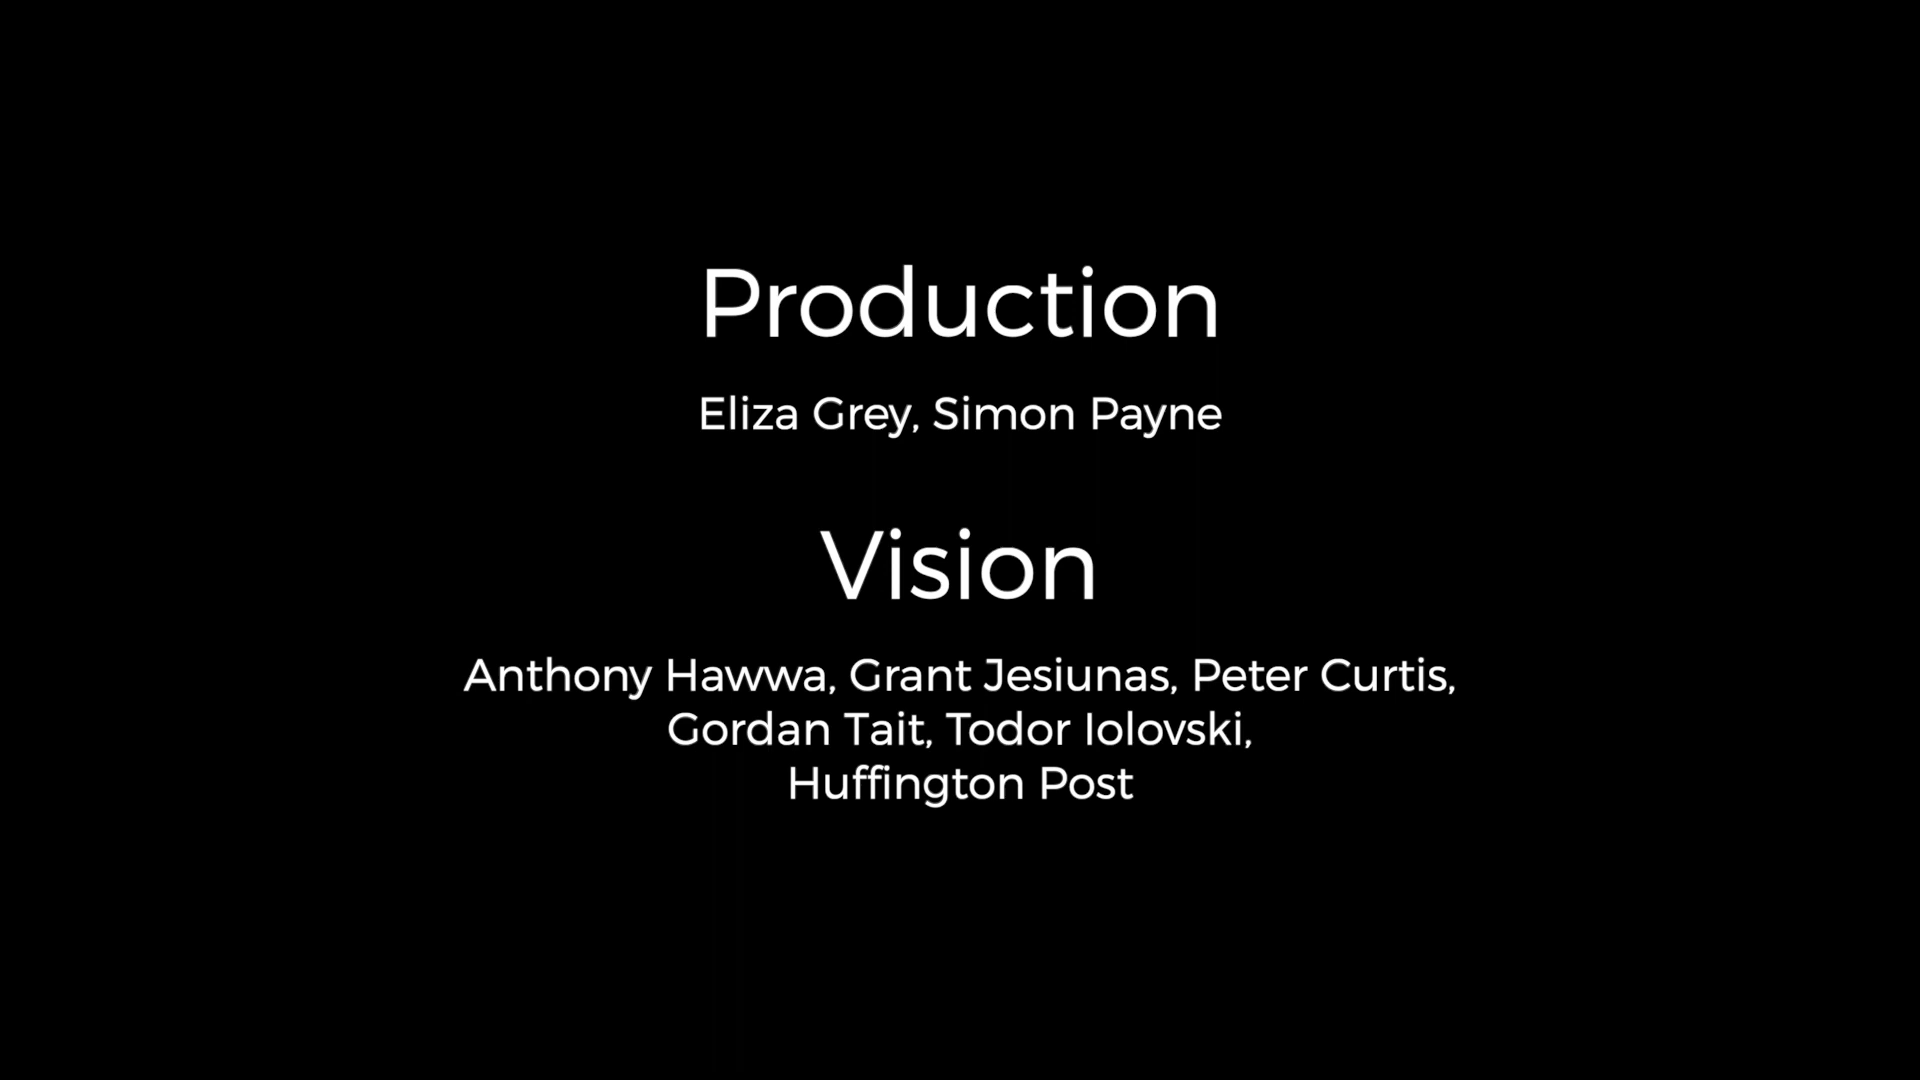 Production
Eliza Grey, Simon Payne
Vision
Anthony Hawwa, Grant Jesiunas, Peter Curtis,
Gordan Tait, Todor Iolovski,
Huffington Post